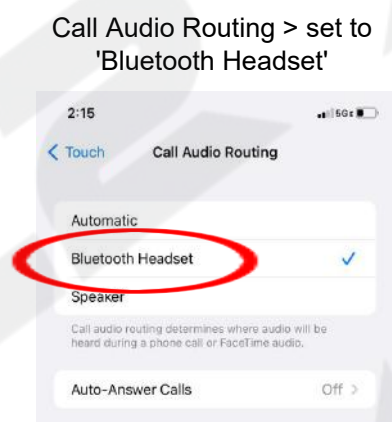 Call Audio Routing > set to
'Bluetooth Headset'
2:15
Touch Call Audio Routing
Automatic
Bluetooth Headset
Speaker
Call audio routing determines where audio will be
heard during a phone call or FaceTime audio.
Auto-Answer Calls Off >